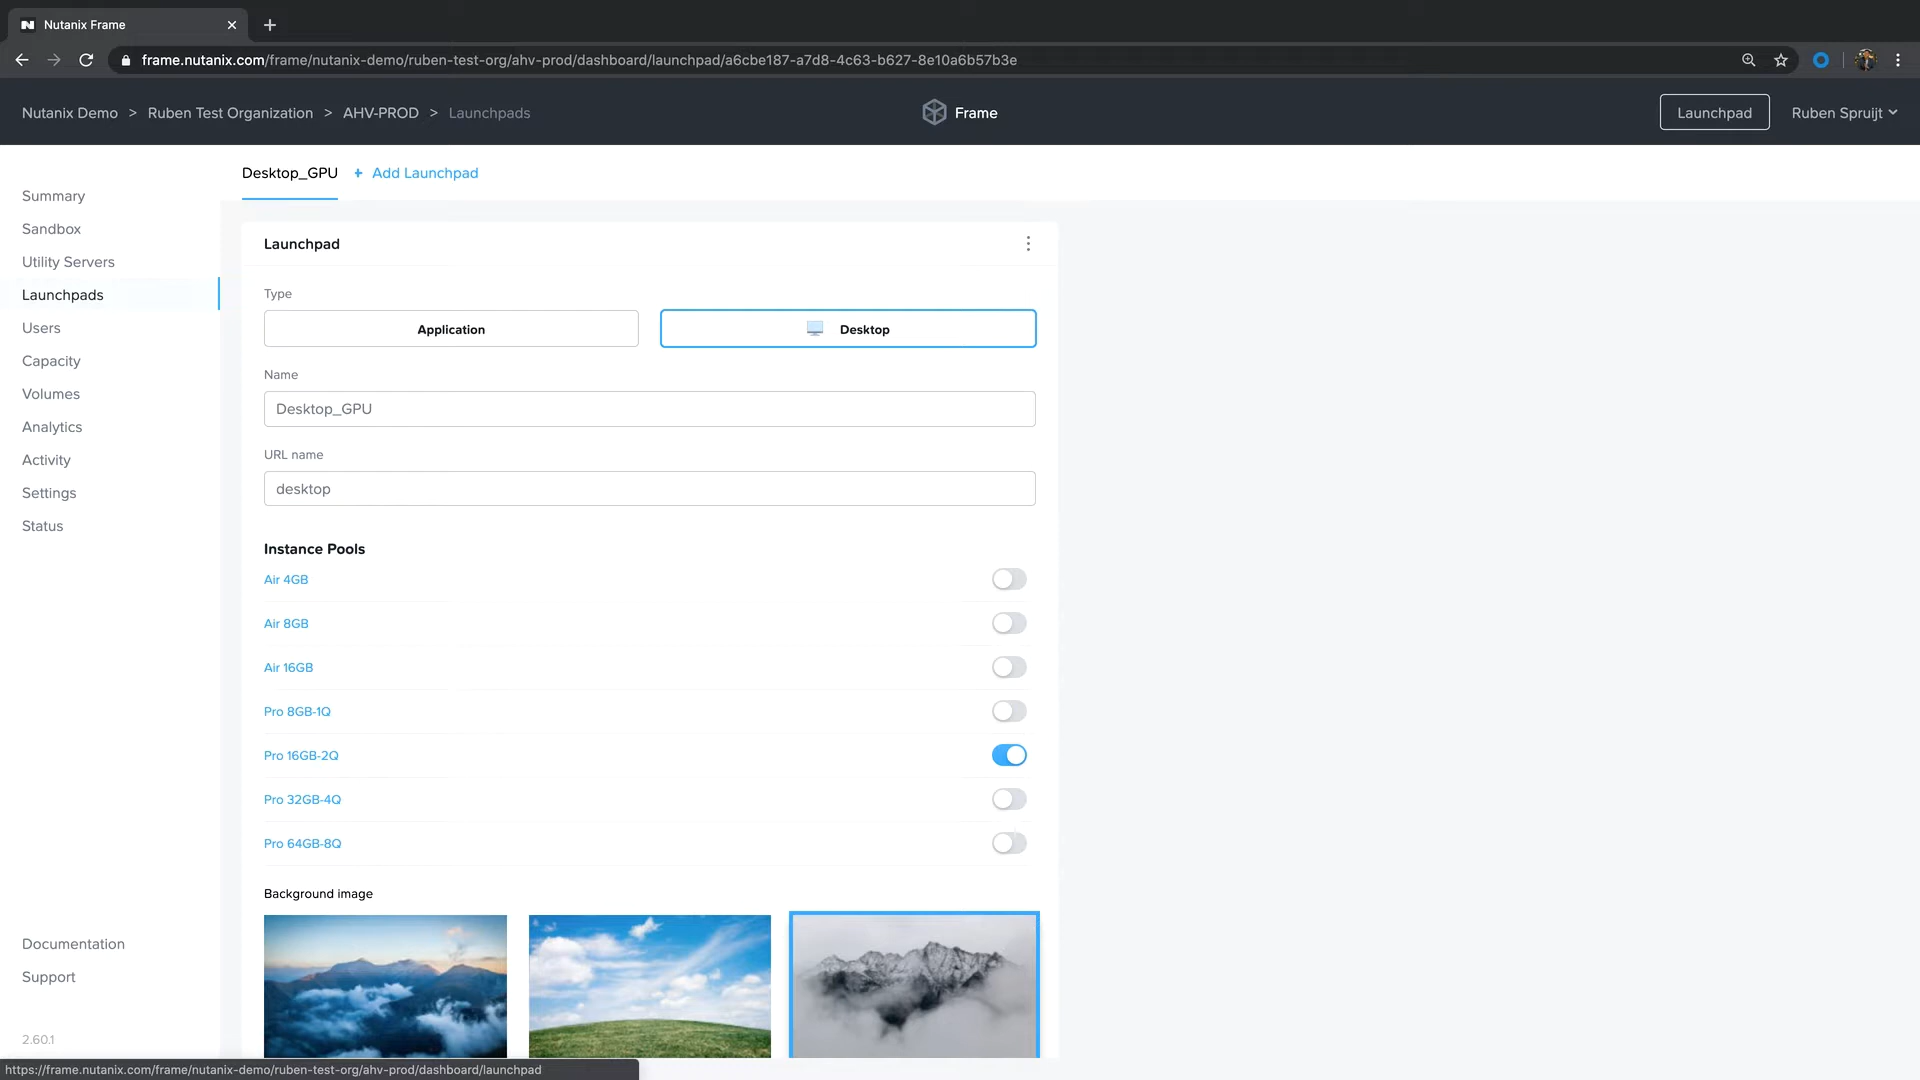 Nutanix Frame
frame.nutanix.com/frame/nutanix-demo/ruben-test-org/ahv-prod/dashboard/launchpad/a6cbe187-a7d8-4c63-b627-8e10a6b57b3e
Nutanix Demo > Ruben Test Organization > AHV-PROD > Launchpads
Frame
Launchpad
Ruben Spruijt
Summary
Sandbox
Utility Servers
Launchpads
Users
Capacity
Volumes
Analytics
Activity
Settings
Status
Documentation
Support
2.60.1
Desktop_GPU
+ Add Launchpad
Launchpad
Type
Application
Desktop
Name
Desktop_GPU
URL name
desktop
Instance Pools
Air 4GB
Air 8GB
Air 16GB
Pro 8GB-1Q
Pro 16GB-2Q
Pro 32GB-4Q
Pro 64GB-8Q
Background image
https://frame.nutanix.com/frame/nutanix-demo/ruben-test-org/ahv-prod/dashboard/launchpad